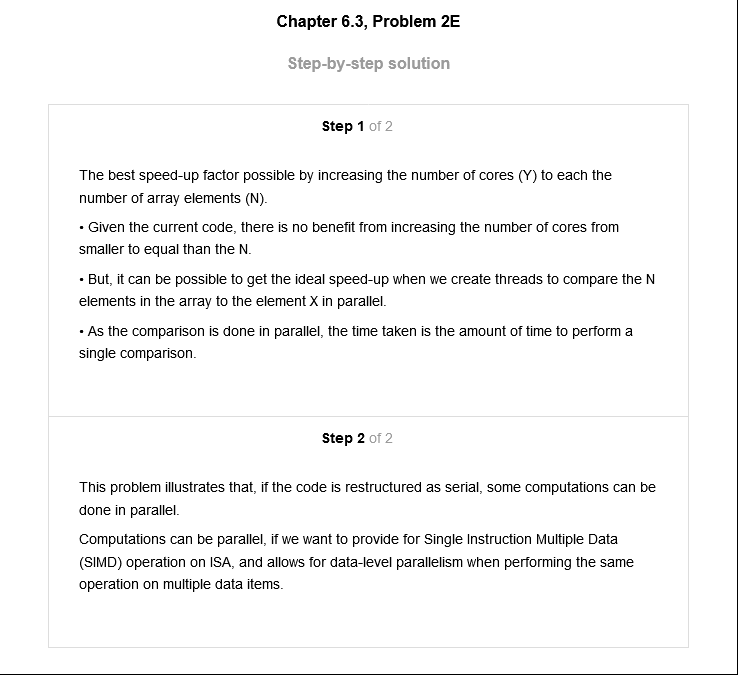 Chapter 6.3, Problem 2E
Step-by-step solution
Step 1 of 2
The best speed-up factor possible by increasing the number of cores (Y) to each the
number of array elements (N).
• Given the current code, there is no benefit from increasing the number of cores from
smaller to equal than the N.
• But, it can be possible to get the ideal speed-up when we create threads to compare the N
elements in the array to the element X in parallel.
• As the comparison is done in parallel, the time taken is the amount of time to perform a
single comparison.
Step 2 of 2
This problem illustrates that, if the code is restructured as serial, some computations can be
done in parallel.
Computations can be parallel, if we want to provide for Single Instruction Multiple Data
(SIMD) operation on ISA, and allows for data-level parallelism when performing the same
operation on multiple data items.